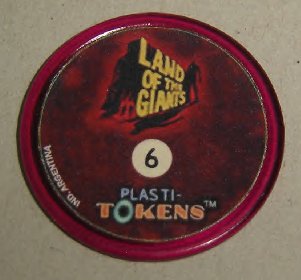 LAND
OF THE
GIANTS
6
PLASTI-
TOKENS™
IND. ARGENTINA